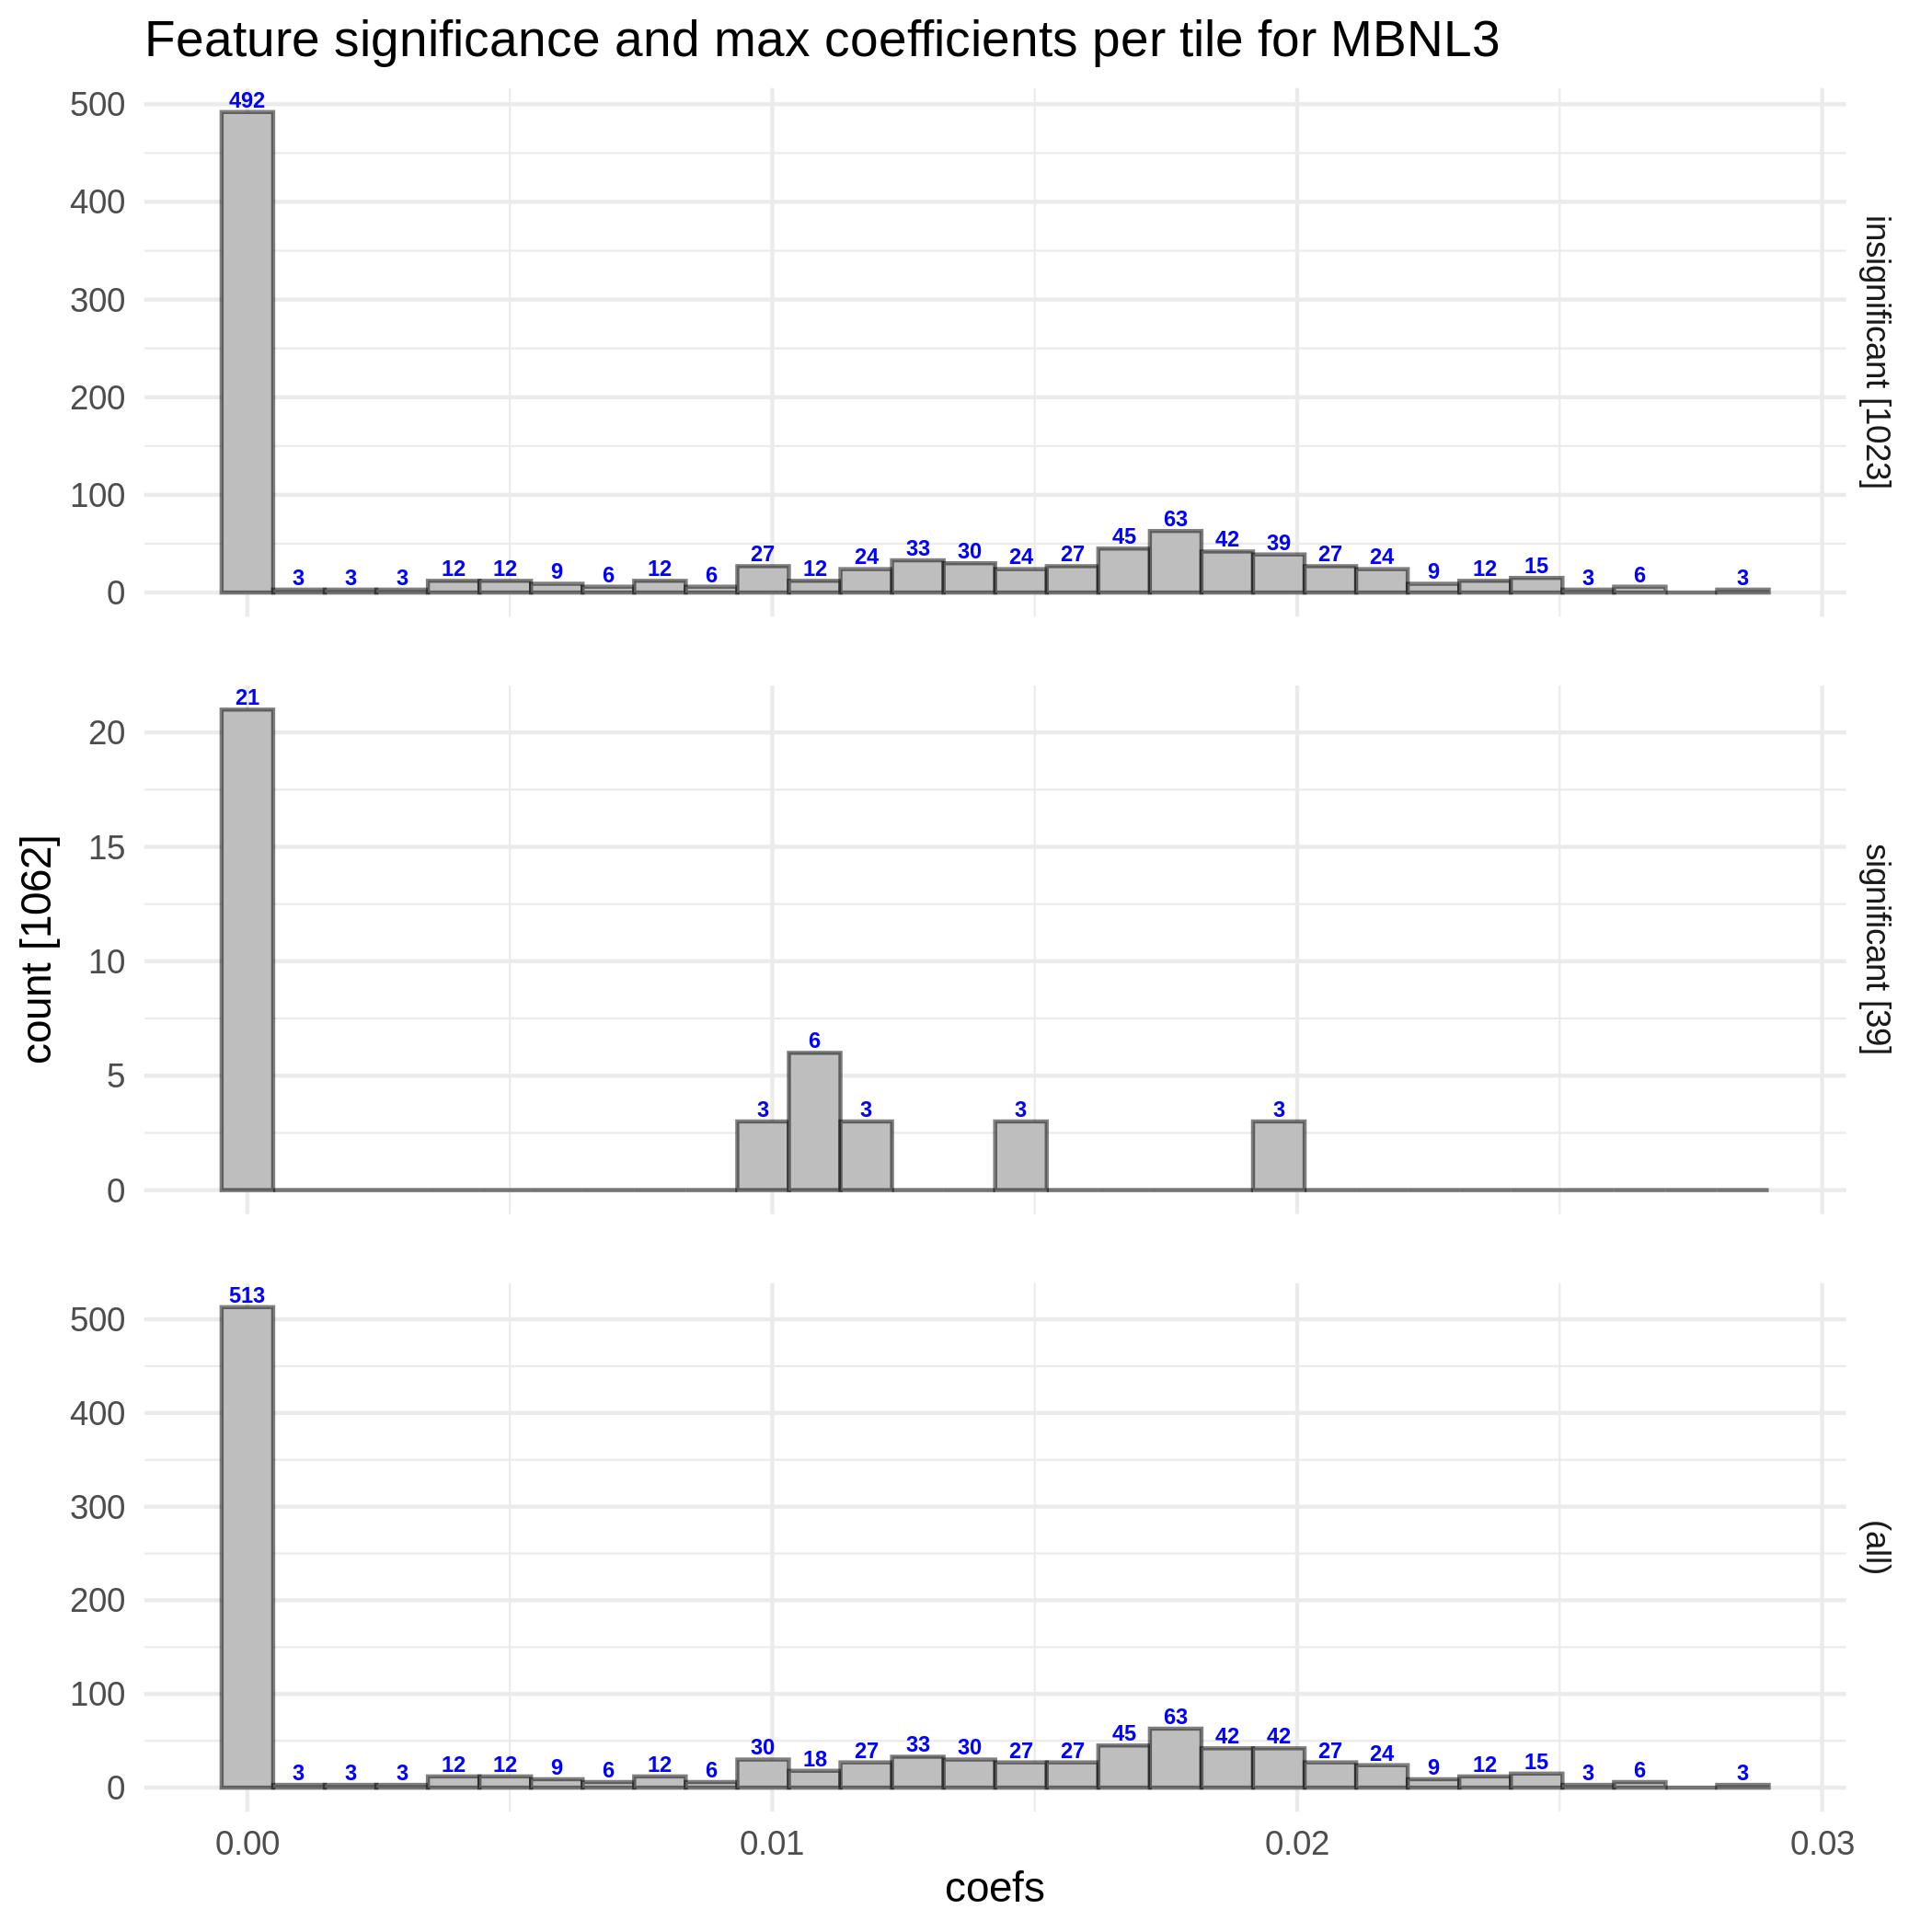 Feature significance and max coefficients per tile for MBNL3
500
400
300
200
100
0
492
3 3 3 12 12 9 6 12 6 27 12 24 33 30 24 27 45 63 42 39 27 24 9 12 15 3 6 3
insignificant [1023]
count [1062]
20
15
10
5
0
21
3 6 3 3 3
significant [39]
500
400
300
200
100
0
513
3 3 3 12 12 9 6 12 6 30 18 27 33 30 27 27 45 63 42 42 27 24 9 12 15 3 6 3
(all)
0.00 0.01 0.02 0.03
coefs